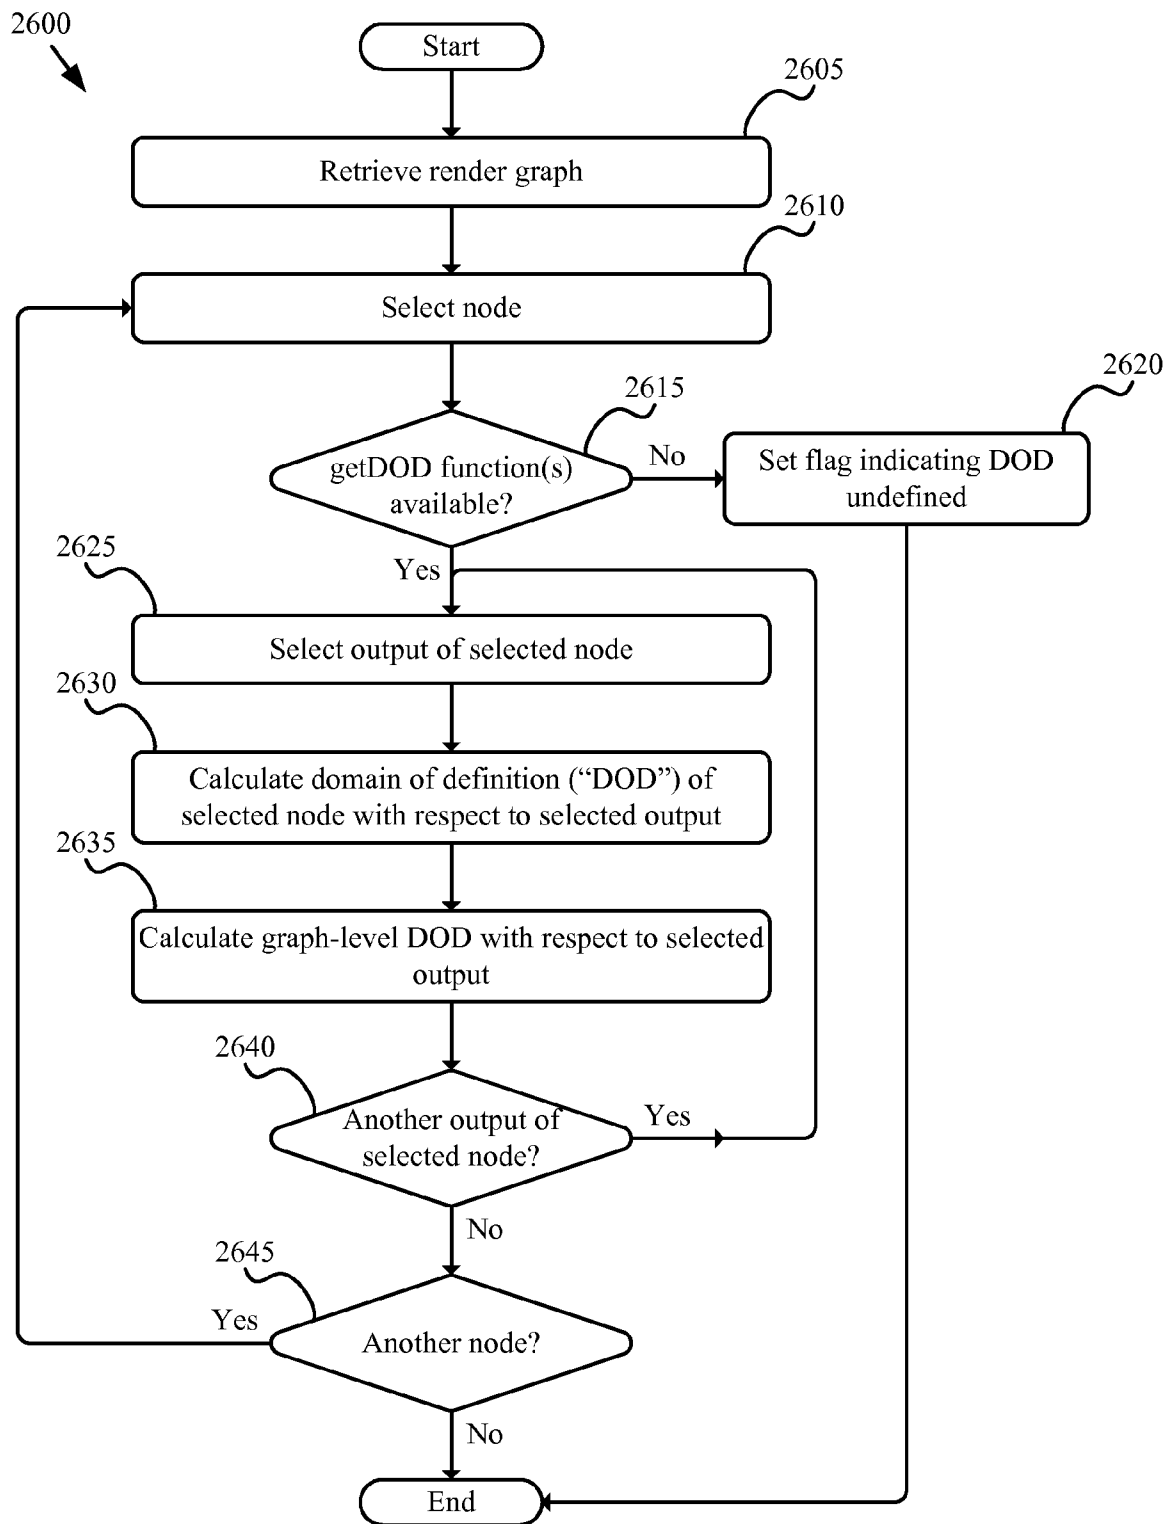 2600
Start
2605
Retrieve render graph
2610
Select node
2615
2620
getDOD function(s)
available?
No
Set flag indicating DOD
undefined
2625
Yes
Select output of selected node
2630
Calculate domain of definition (“DOD”) of
selected node with respect to selected output
2635
Calculate graph-level DOD with respect to selected
output
2640
Another output of
selected node?
Yes
No
2645
Yes
Another node?
No
End